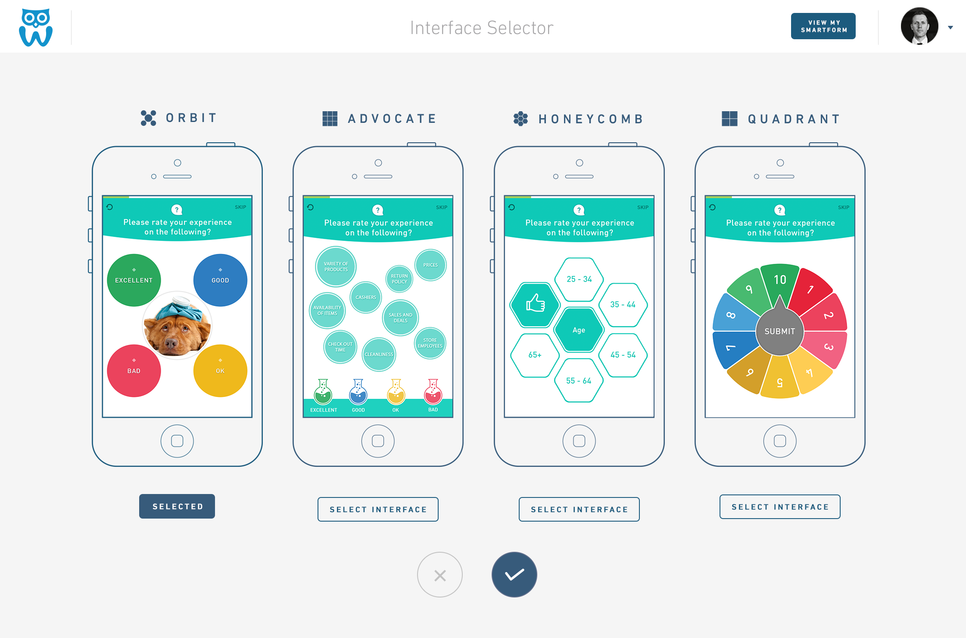 Interface Selector
VIEW MY
SMARTFORM
ORBIT
ADVOCATE
HONEYCOMB
QUADRANT
?
SKIP
Please rate your experience
on the following?
+
EXCELLENT
+
GOOD
+
BAD
+
OK
?
SKIP
Please rate your experience
on the following?
VARIETY OF
PRODUCTS
RETURN
POLICY
PRICES
AVAILABILITY
OF ITEMS
CASHIERS
SALES AND
DEALS
CHECK OUT
TIME
CLEANLINESS
STORE
EMPLOYEES
EXCELLENT
GOOD
OK
BAD
?
SKIP
Please rate your experience
on the following?
25 - 34
35 - 44
Age
65+
45 - 54
55 - 64
?
SKIP
Please rate your experience
on the following?
10
1
2
3
4
5
6
7
8
9
SUBMIT
SELECTED
SELECT INTERFACE
SELECT INTERFACE
SELECT INTERFACE